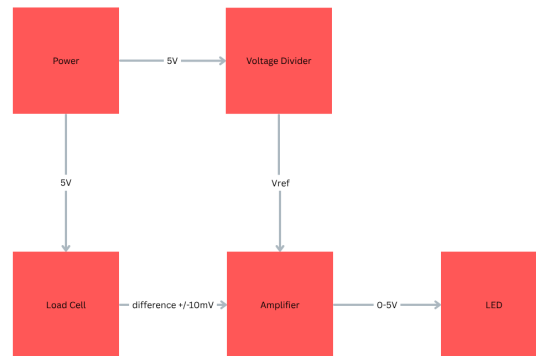 Power
5V
Voltage Divider
5V
Vref
Load Cell
difference +/-10mV
Amplifier
0-5V
LED